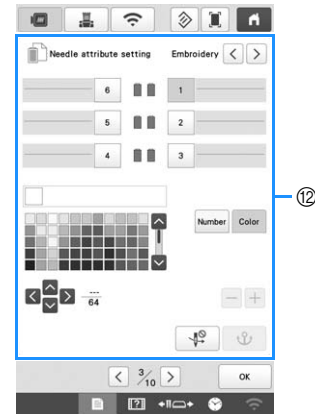 Needle attribute setting Embroidery
6 1
5 2
4 3
Number Color
---
64
3/10 OK
⑫